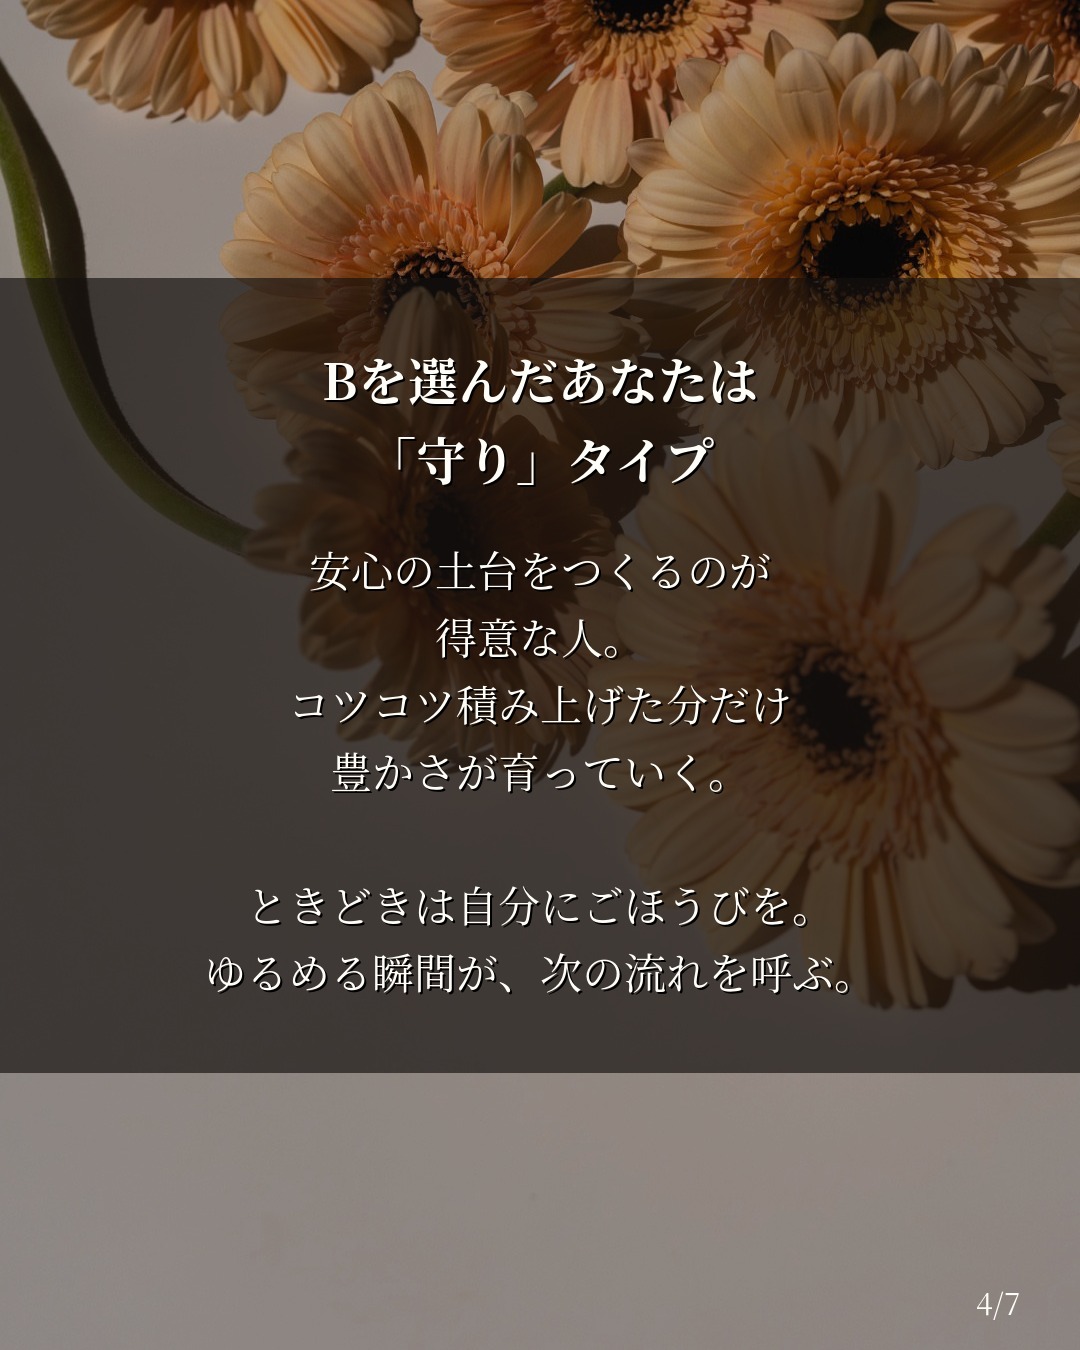 Bを選んだあなたは
「守り」タイプ
安心の土台をつくるのが
得意な人。
コツコツ積み上げた分だけ
豊かさが育っていく。
ときどきは自分にごほうびを。
ゆるめる瞬間が、次の流れを呼ぶ。
4/7